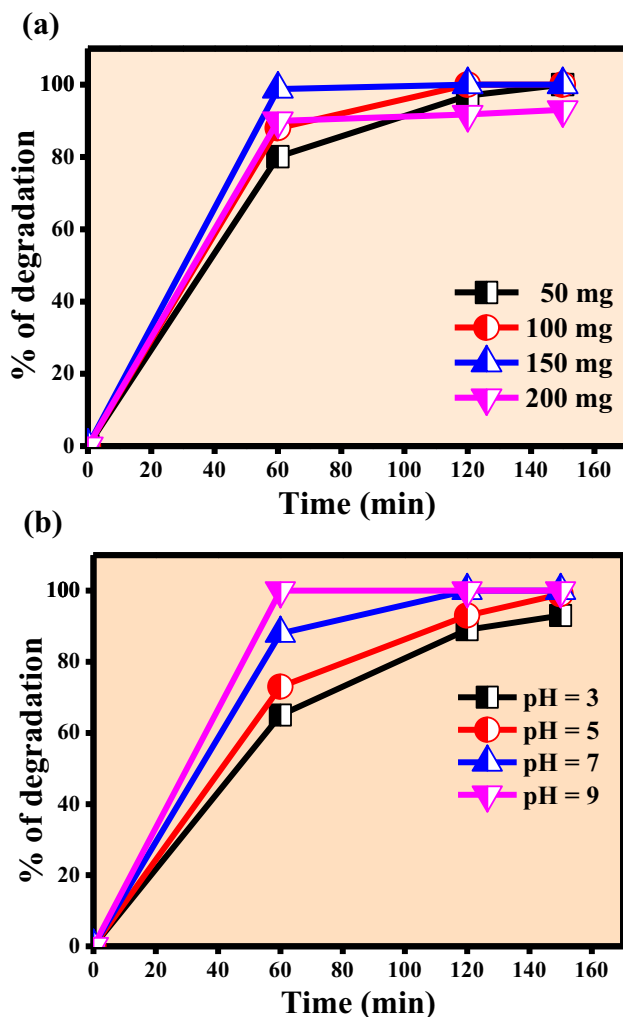 (a)
% of degradation
100
80
60
40
20
0
50 mg
100 mg
150 mg
200 mg
0 20 40 60 80 100 120 140 160
Time (min)
(b)
% of degradation
100
80
60
40
20
0
pH = 3
pH = 5
pH = 7
pH = 9
0 20 40 60 80 100 120 140 160
Time (min)